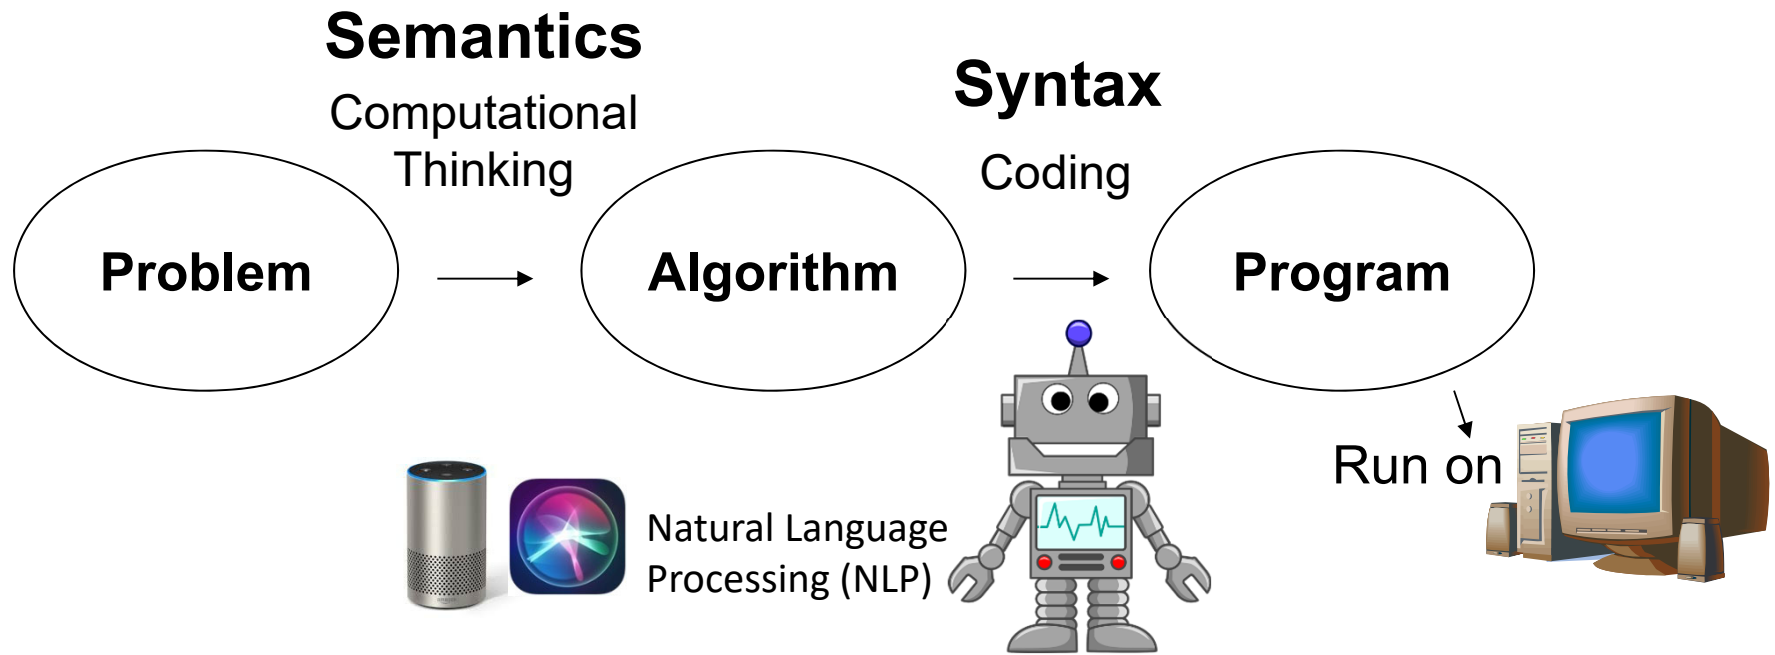 Semantics
Computational
Thinking
Syntax
Coding
Problem
Algorithm
Program
Run on
Natural Language
Processing (NLP)